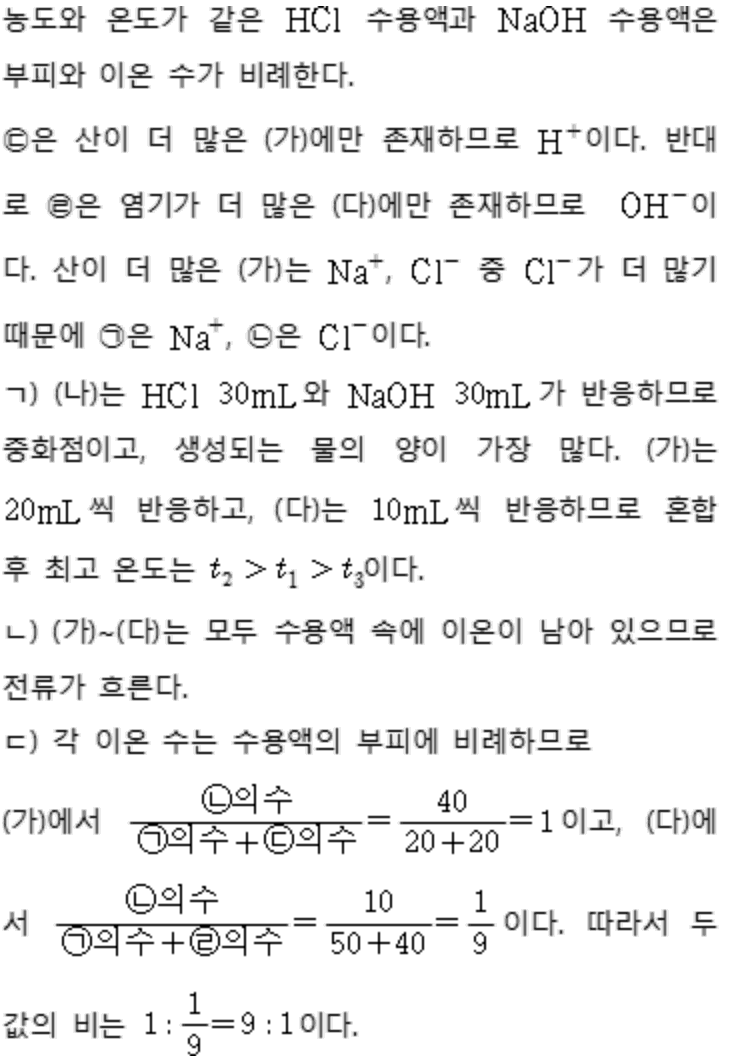 농도와 온도가 같은 HCl 수용액과 NaOH 수용액은
부피와 이온 수가 비례한다.
㉢은 산이 더 많은 (가)에만 존재하므로 H⁺이다. 반대
로 ㉣은 염기가 더 많은 (다)에만 존재하므로 OH⁻이
다. 산이 더 많은 (가)는 Na⁺, Cl⁻ 중 Cl⁻가 더 많기
때문에 ㉠은 Na⁺, ㉡은 Cl⁻이다.
ㄱ) (나)는 HCl 30mL와 NaOH 30mL가 반응하므로
중화점이고, 생성되는 물의 양이 가장 많다. (가)는
20mL씩 반응하고, (다)는 10mL씩 반응하므로 혼합
후 최고 온도는 t₂ > t₁ > t₃이다.
ㄴ) (가)~(다)는 모두 수용액 속에 이온이 남아 있으므로
전류가 흐른다.
ㄷ) 각 이온 수는 수용액의 부피에 비례하므로
(가)에서 ㉡의수/(㉠의수+㉢의수) = 40/(20+20) = 1이고, (다)에
서 ㉡의수/(㉠의수+㉣의수) = 10/(50+40) = 1/9이다. 따라서 두
값의 비는 1 : 1/9 = 9 : 1이다.